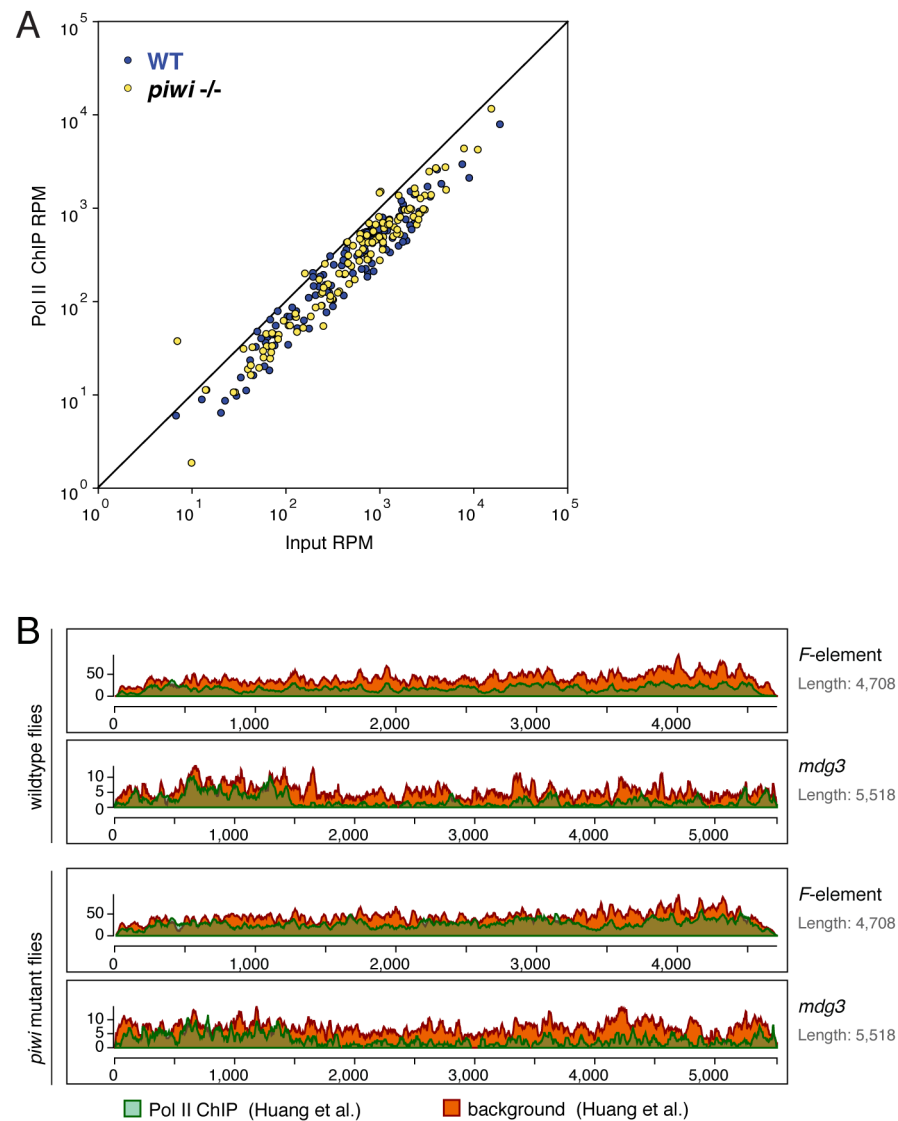 A
10^5
10^4
10^3
10^2
10^1
10^0
Pol II ChIP RPM
WT
piwi -/-
10^0 10^1 10^2 10^3 10^4 10^5
Input RPM
B
wildtype flies
50
0
0 1,000 2,000 3,000 4,000
F-element
Length: 4,708
10
5
0
0 1,000 2,000 3,000 4,000 5,000
mdg3
Length: 5,518
piwi mutant flies
50
0
0 1,000 2,000 3,000 4,000
F-element
Length: 4,708
10
5
0
0 1,000 2,000 3,000 4,000 5,000
mdg3
Length: 5,518
Pol II ChIP (Huang et al.) background (Huang et al.)